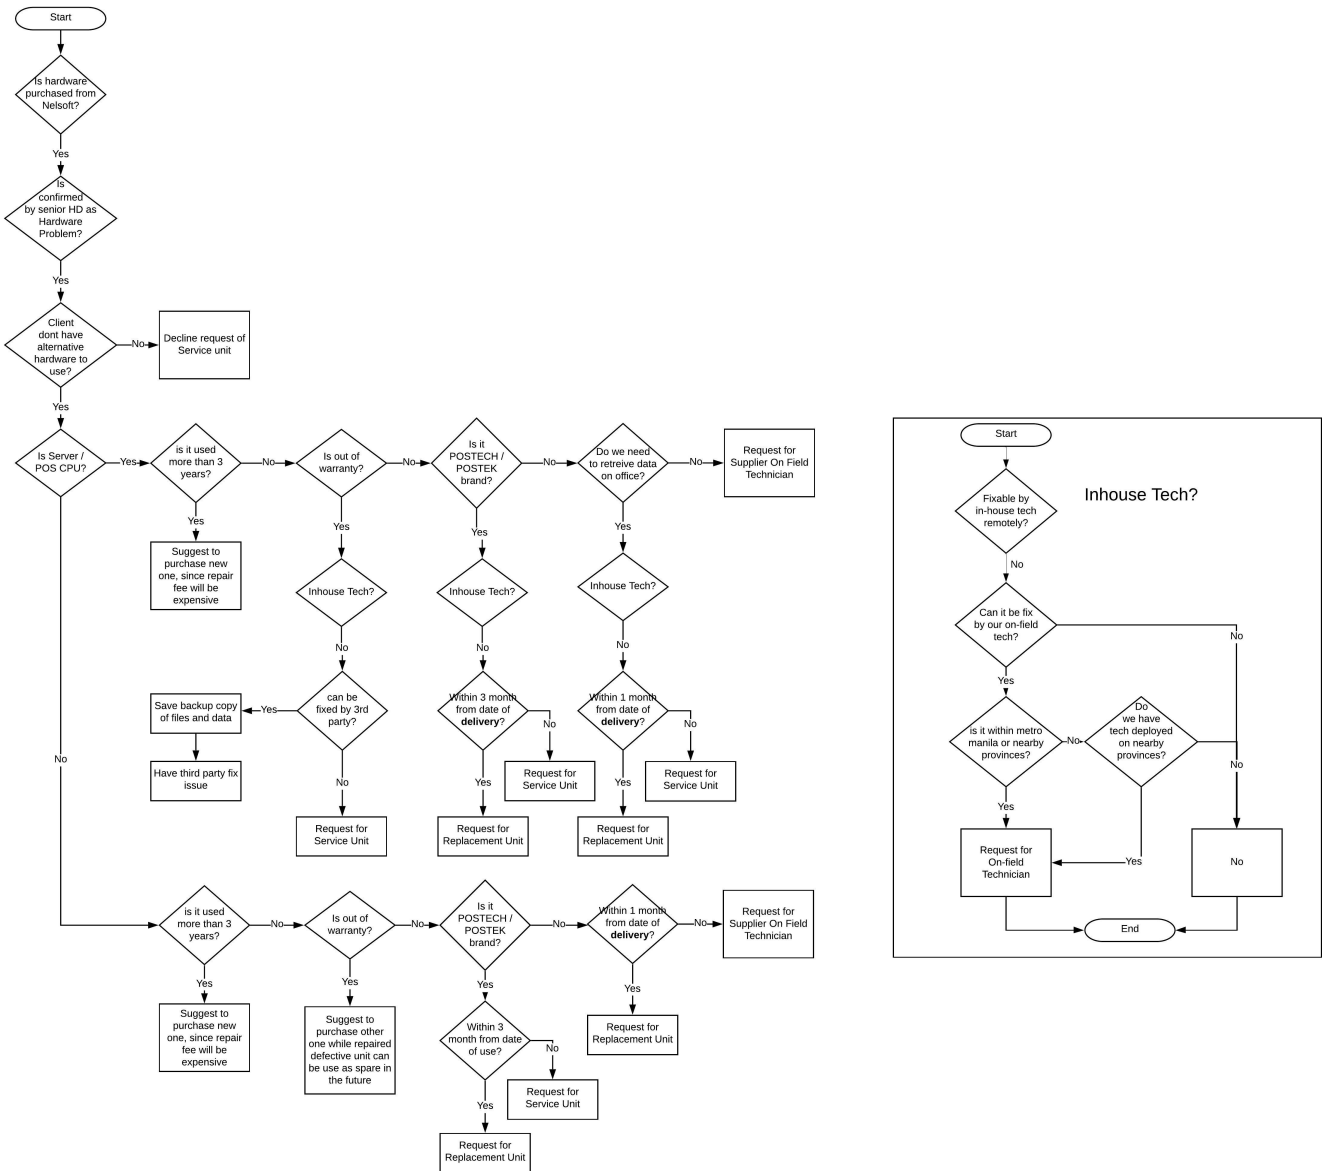 Start
Is hardware
purchased from
Nelsoft?
Yes
Is
confirmed
by senior HD as
Hardware
Problem?
Yes
Client
dont have
alternative
hardware to
use?
No
Decline request of
Service unit
Yes
Is Server /
POS CPU?
Yes
is it used
more than 3
years?
No
Is out of
warranty?
No
Is it
POSTECH /
POSTEK
brand?
No
Do we need
to retreive data
on office?
No
Request for
Supplier On Field
Technician
Yes
Suggest to
purchase new
one, since repair
fee will be
expensive
Yes
Inhouse Tech?
No
can be
fixed by 3rd
party?
Yes
Save backup copy
of files and data
Have third party fix
issue
No
Request for
Service Unit
Yes
Inhouse Tech?
No
Within 3 month
from date of
delivery?
No
Request for
Service Unit
Yes
Request for
Replacement Unit
Yes
Inhouse Tech?
No
Within 1 month
from date of
delivery?
No
Request for
Service Unit
Yes
Request for
Replacement Unit
No
is it used
more than 3
years?
No
Is out of
warranty?
No
Is it
POSTECH /
POSTEK
brand?
No
Within 1 month
from date of
delivery?
No
Request for
Supplier On Field
Technician
Yes
Suggest to
purchase new
one, since repair
fee will be
expensive
Yes
Suggest to
purchase other
one while repaired
defective unit can
be use as spare in
the future
Yes
Within 3
month from date
of use?
No
Request for
Service Unit
Yes
Request for
Replacement Unit
Yes
Request for
Replacement Unit
Inhouse Tech?
Start
Fixable by
in-house tech
remotely?
No
Can it be fix
by our on-field
tech?
No
Yes
is it within metro
manila or nearby
provinces?
No
Do
we have
tech deployed
on nearby
provinces?
No
Yes
Request for
On-field
Technician
Yes
No
End